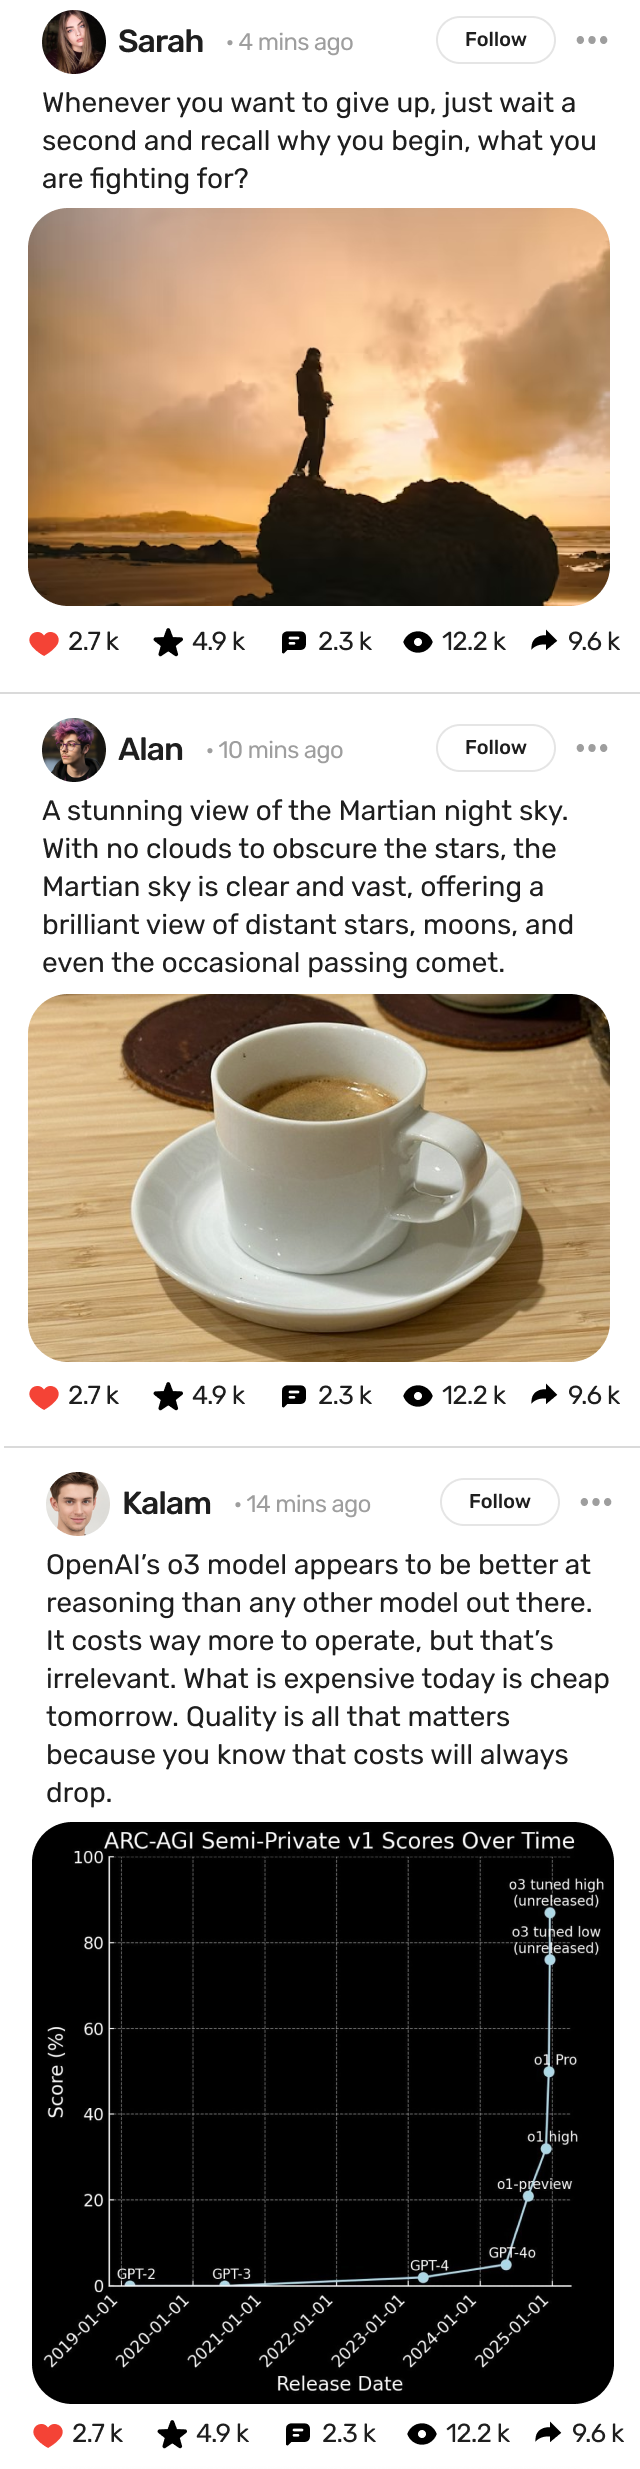 Sarah • 4 mins ago Follow
Whenever you want to give up, just wait a
second and recall why you begin, what you
are fighting for?
2.7 k 4.9 k 2.3 k 12.2 k 9.6 k
Alan • 10 mins ago Follow
A stunning view of the Martian night sky.
With no clouds to obscure the stars, the
Martian sky is clear and vast, offering a
brilliant view of distant stars, moons, and
even the occasional passing comet.
2.7 k 4.9 k 2.3 k 12.2 k 9.6 k
Kalam • 14 mins ago Follow
OpenAI’s o3 model appears to be better at
reasoning than any other model out there.
It costs way more to operate, but that’s
irrelevant. What is expensive today is cheap
tomorrow. Quality is all that matters
because you know that costs will always
drop.
ARC-AGI Semi-Private v1 Scores Over Time
100
o3 tuned high
(unreleased)
o3 tuned low
80
(unreleased)
60
Score (%)
o1 Pro
40
o1 high
o1-preview
20
GPT-4o
GPT-4
GPT-2 GPT-3
0
2019-01-01 2020-01-01 2021-01-01 2022-01-01 2023-01-01 2024-01-01 2025-01-01
Release Date
2.7 k 4.9 k 2.3 k 12.2 k 9.6 k